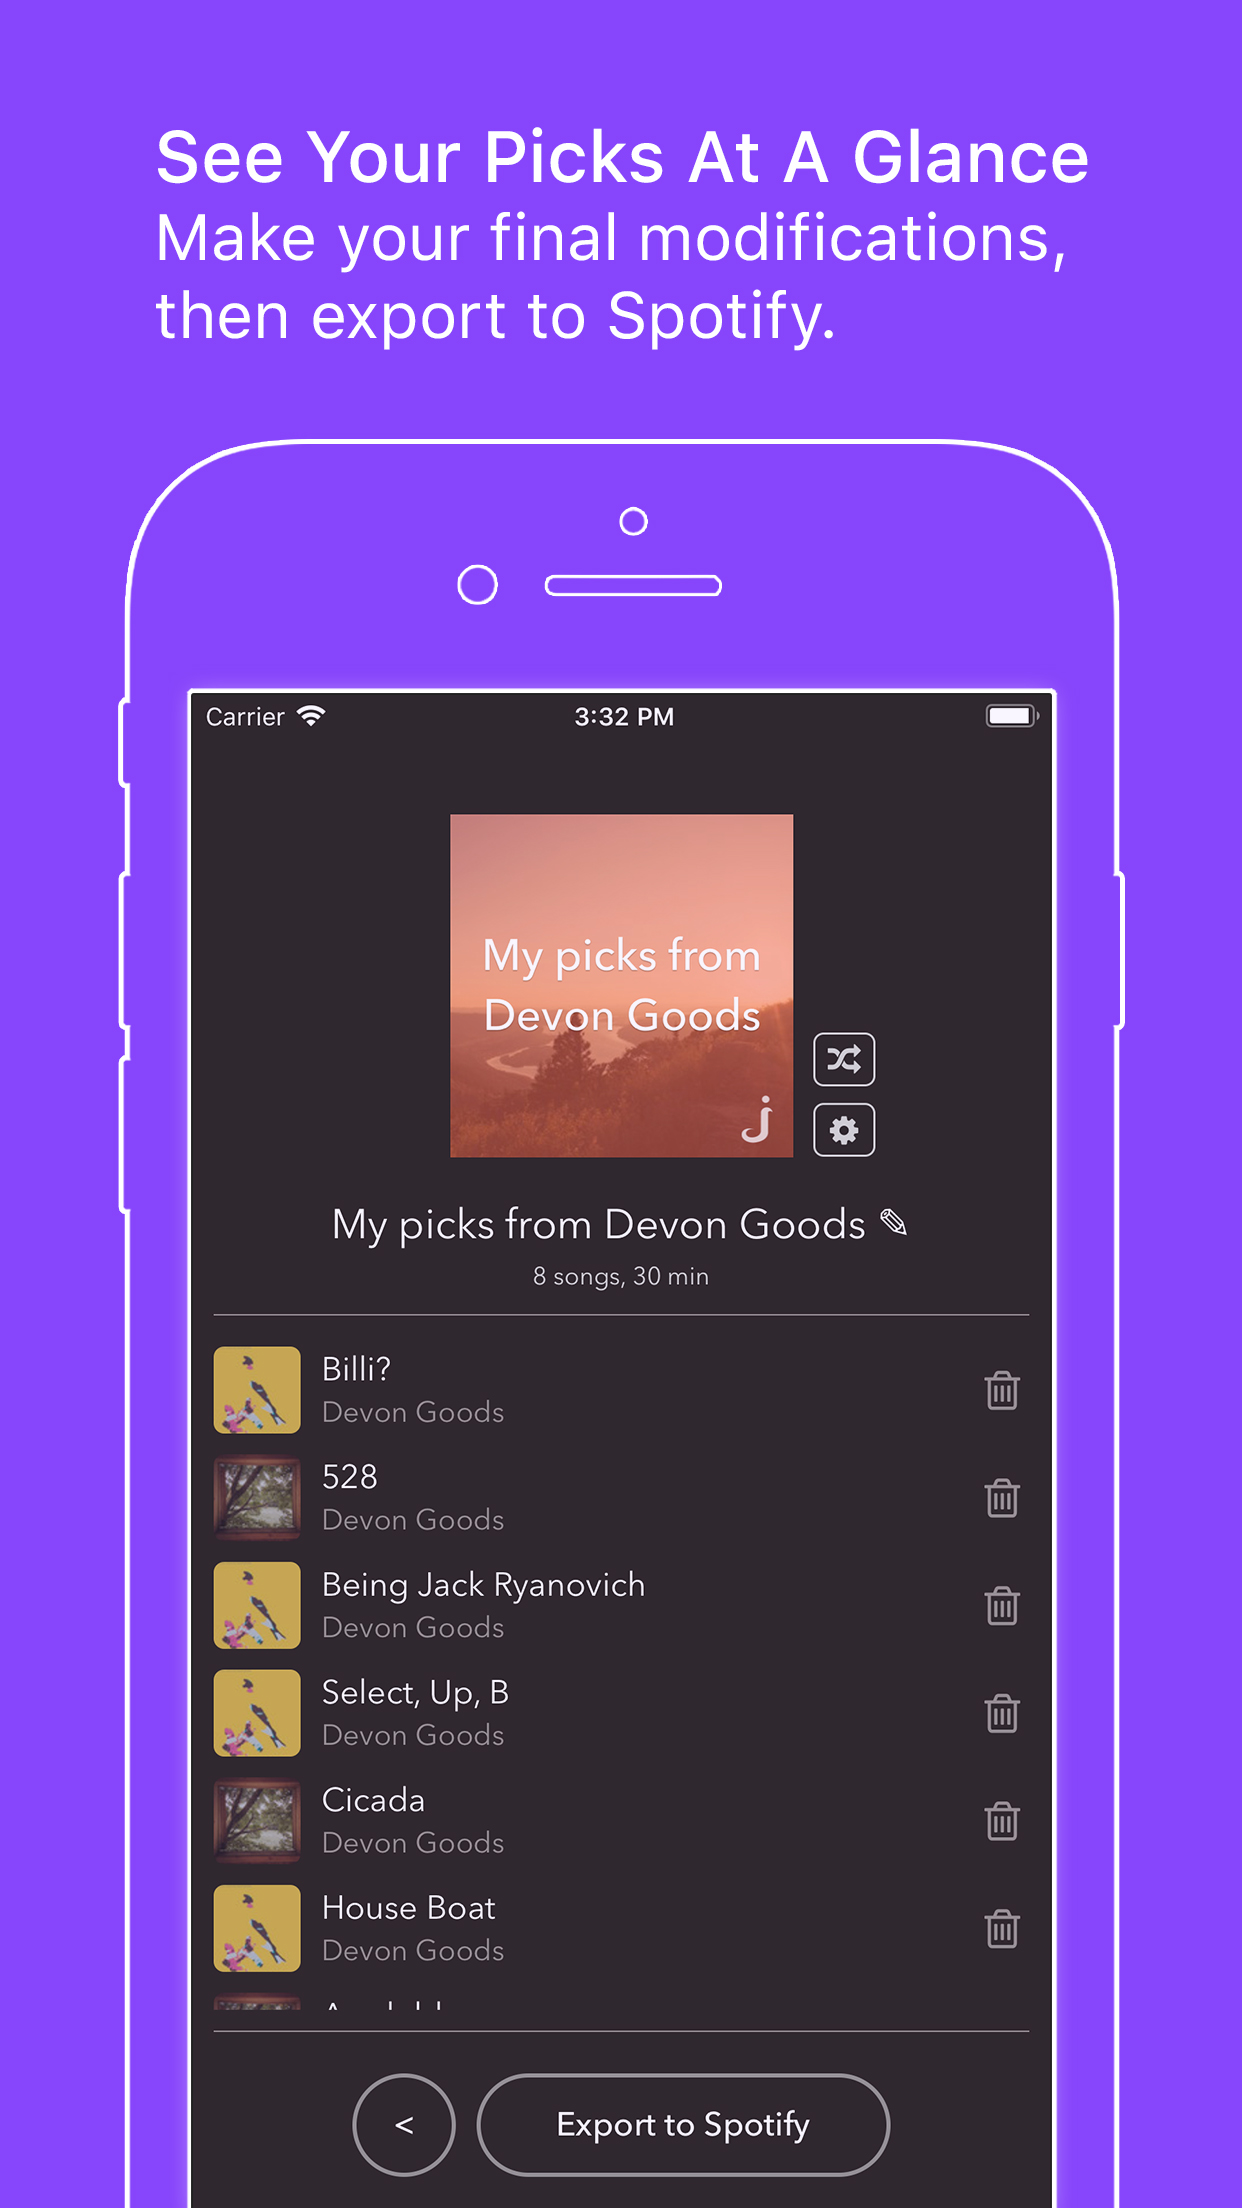 See Your Picks At A Glance
Make your final modifications,
then export to Spotify.
Carrier
3:32 PM
My picks from
Devon Goods
j
My picks from Devon Goods
8 songs, 30 min
Billi?
Devon Goods
528
Devon Goods
Being Jack Ryanovich
Devon Goods
Select, Up, B
Devon Goods
Cicada
Devon Goods
House Boat
Devon Goods
<
Export to Spotify